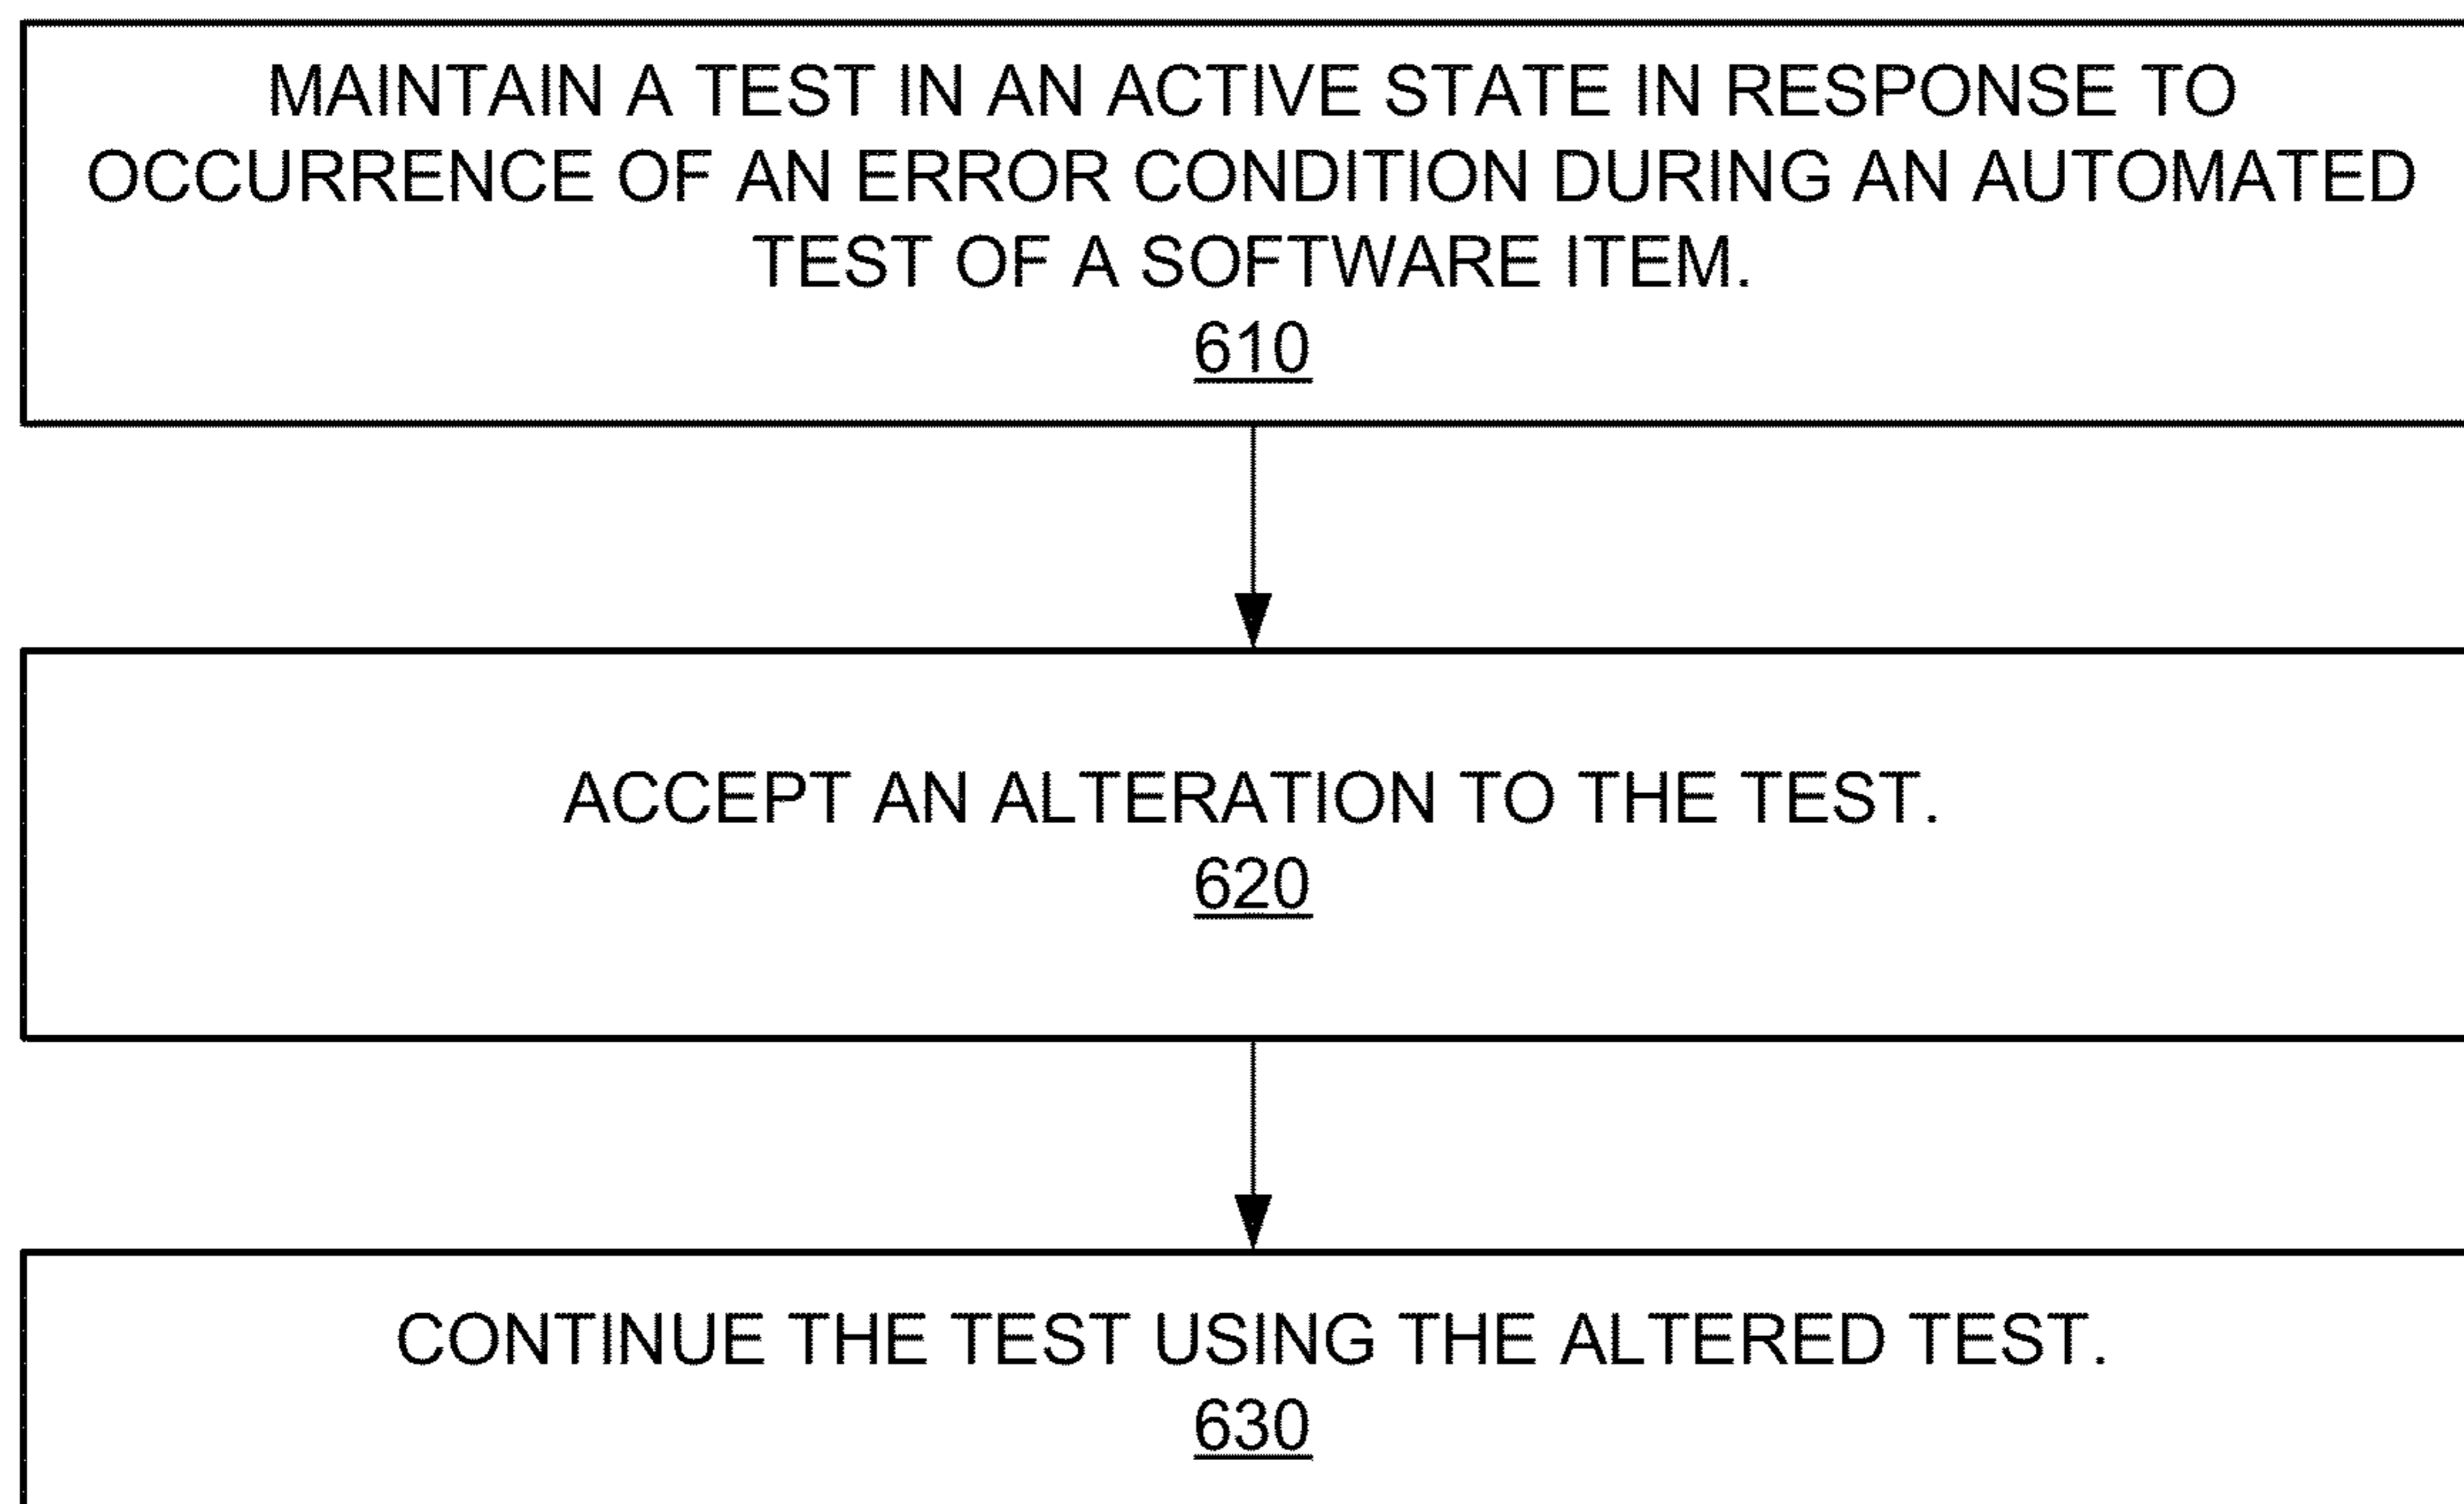 MAINTAIN A TEST IN AN ACTIVE STATE IN RESPONSE TO
OCCURRENCE OF AN ERROR CONDITION DURING AN AUTOMATED
TEST OF A SOFTWARE ITEM.
610
ACCEPT AN ALTERATION TO THE TEST.
620
CONTINUE THE TEST USING THE ALTERED TEST.
630